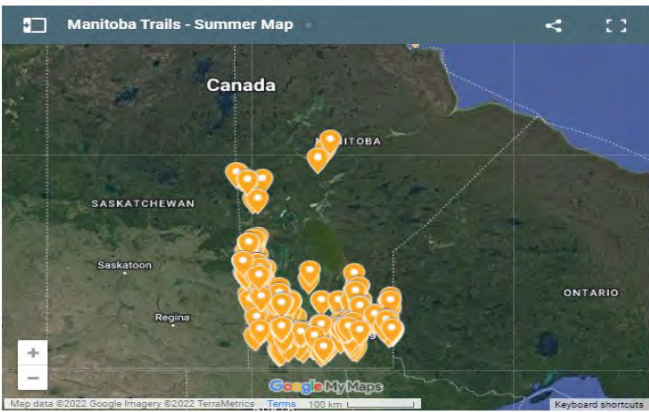 Manitoba Trails - Summer Map
Canada
ITOBA
SASKATCHEWAN
Saskatoon
ONTARIO
Regina
Google My Maps
Map data ©2022 Google Imagery ©2022 TerraMetrics Terms 100 km Keyboard shortcuts